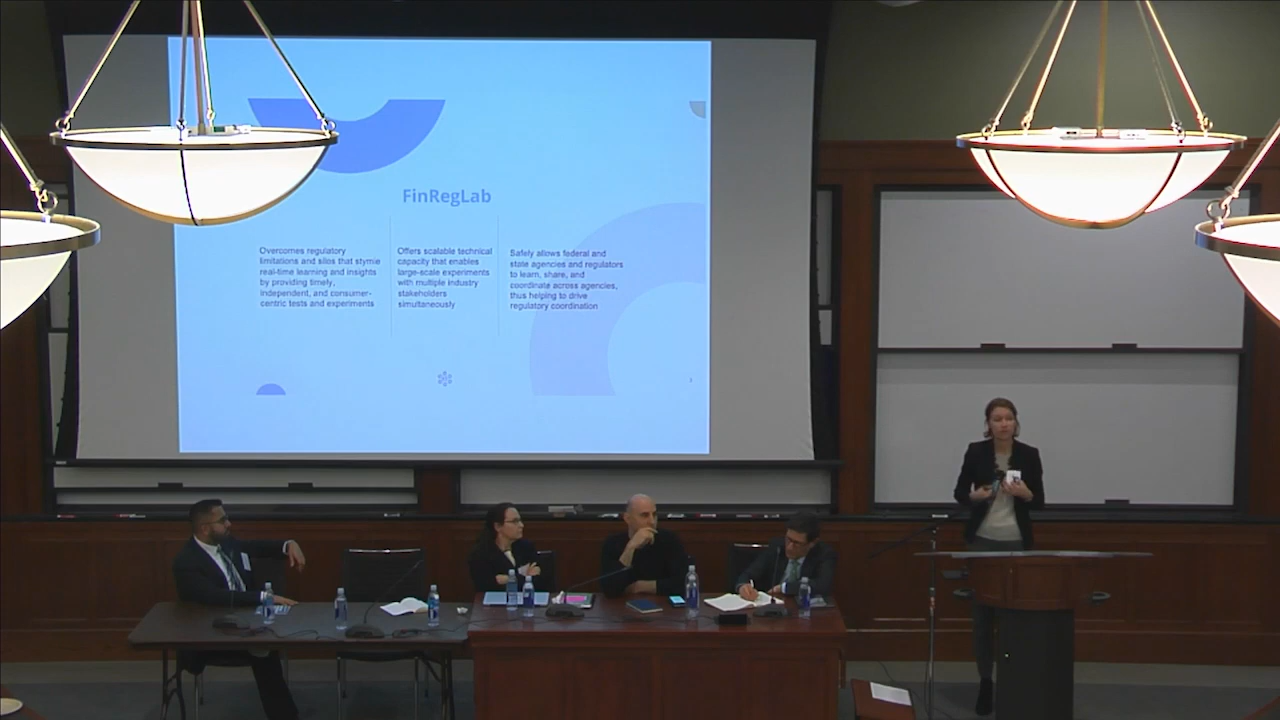 FinRegLab
Overcomes regulatory
limitations and silos that stymie
real-time learning and insights
by providing timely,
independent, and consumer-
centric tests and experiments
Offers scalable technical
capacity that enables
large-scale experiments
with multiple industry
stakeholders
simultaneously
Safely allows federal and
state agencies and regulators
to learn, share, and
coordinate across agencies,
thus helping to drive
regulatory coordination